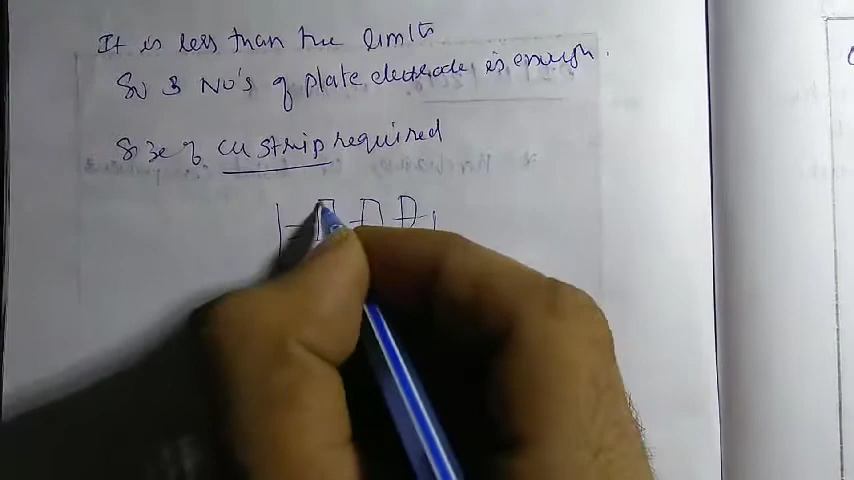 It is less than the limits
So 3 No's of plate electrode is enough.
Size of cu strip required